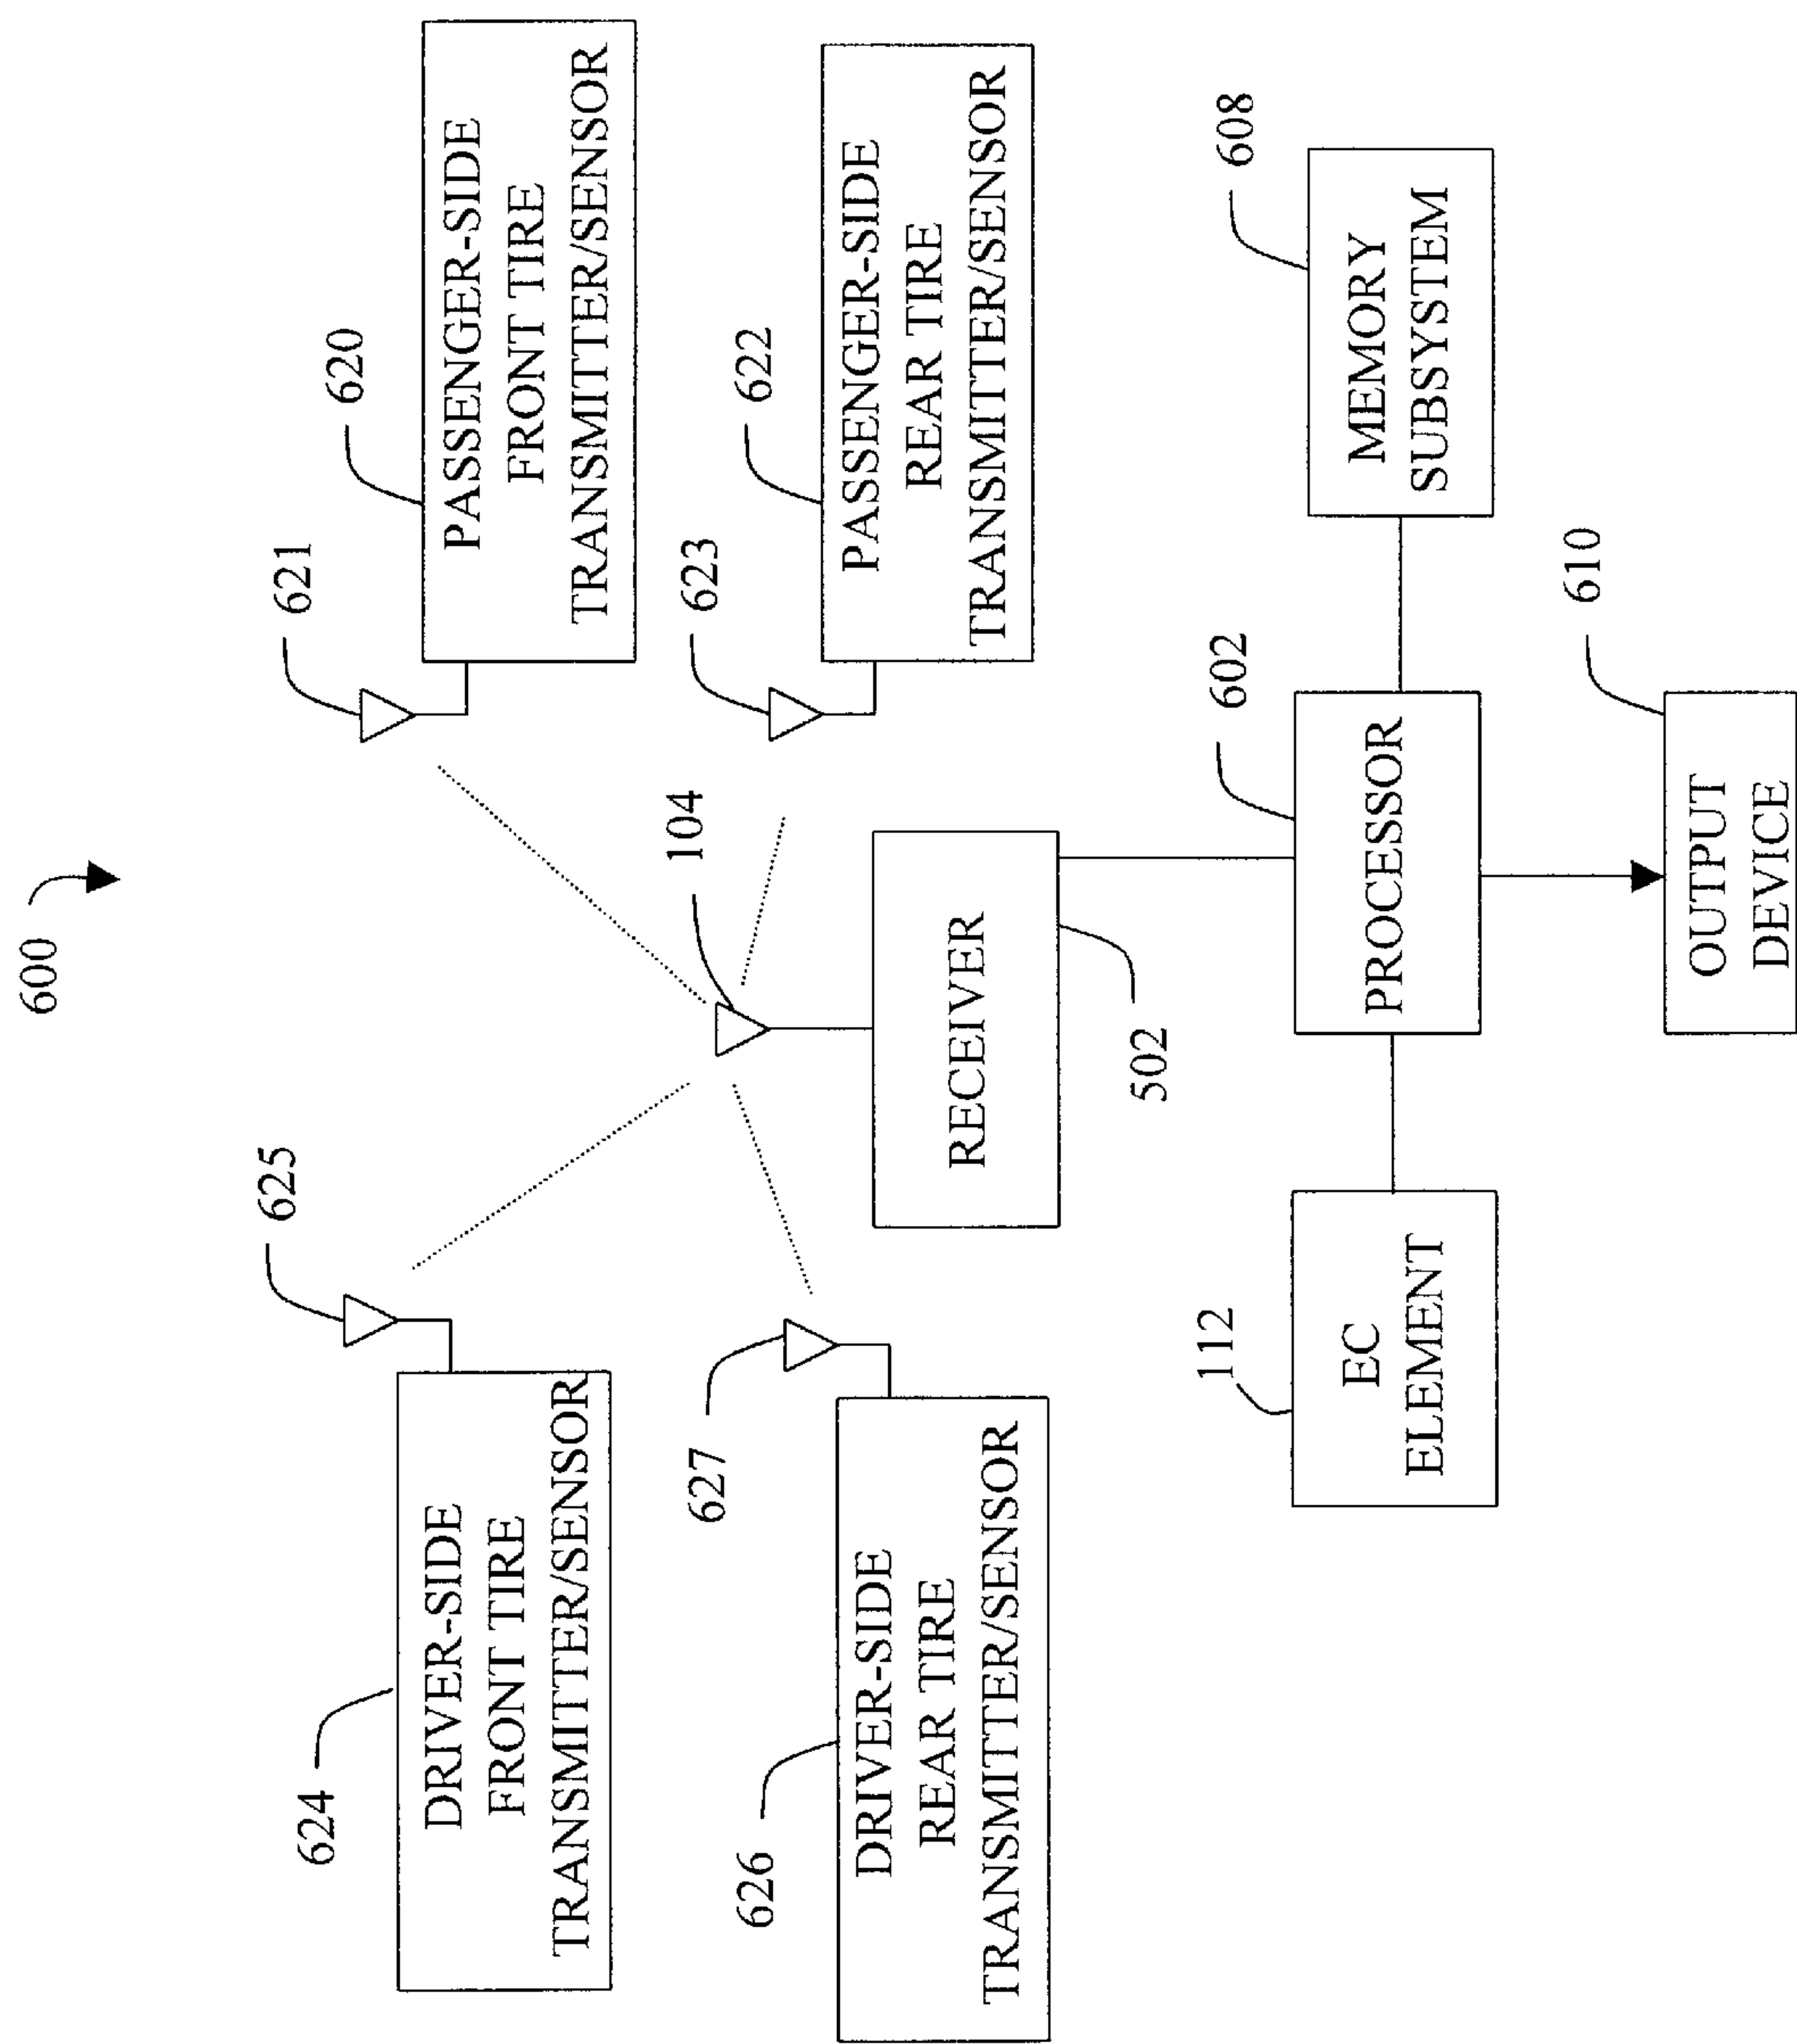 600
625
624
DRIVER-SIDE
FRONT TIRE
TRANSMITTER/SENSOR
621
620
PASSENGER-SIDE
FRONT TIRE
TRANSMITTER/SENSOR
627
626
DRIVER-SIDE
REAR TIRE
TRANSMITTER/SENSOR
104
623
622
PASSENGER-SIDE
REAR TIRE
TRANSMITTER/SENSOR
RECEIVER
502
112
EC
ELEMENT
602
PROCESSOR
608
MEMORY
SUBSYSTEM
610
OUTPUT
DEVICE